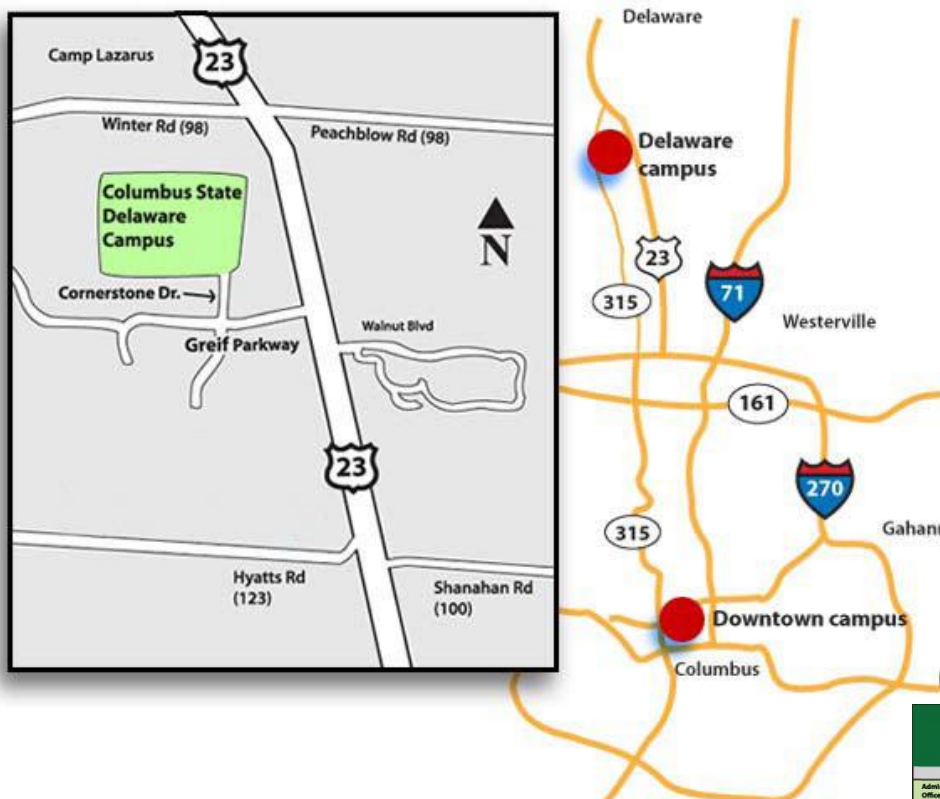 Camp Lazarus
23
Winter Rd (98)
Peachblow Rd (98)
Columbus State
Delaware
Campus
N
Cornerstone Dr.
Greif Parkway
Walnut Blvd
23
Hyatts Rd
(123)
Shanahan Rd
(100)
Delaware
Delaware
campus
23
315
71
Westerville
161
270
315
Gahann
Downtown campus
Columbus